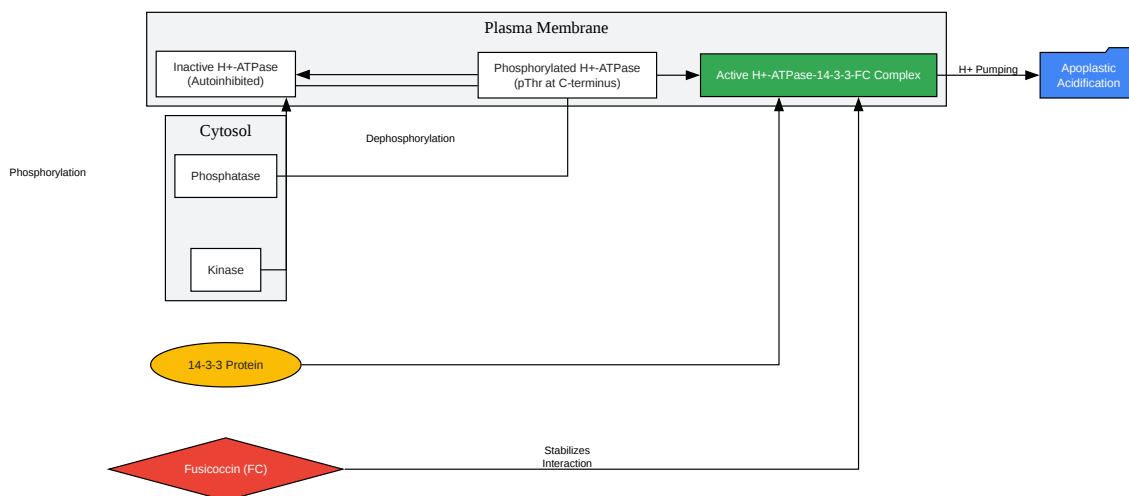 Plasma Membrane
Inactive H+-ATPase
(Autoinhibited)
Phosphorylated H+-ATPase
(pThr at C-terminus)
Active H+-ATPase-14-3-3-FC Complex
H+ Pumping
Apoplastic
Acidification
Cytosol
Dephosphorylation
Phosphorylation
Phosphatase
Kinase
14-3-3 Protein
Fusicoccin (FC)
Stabilizes
Interaction